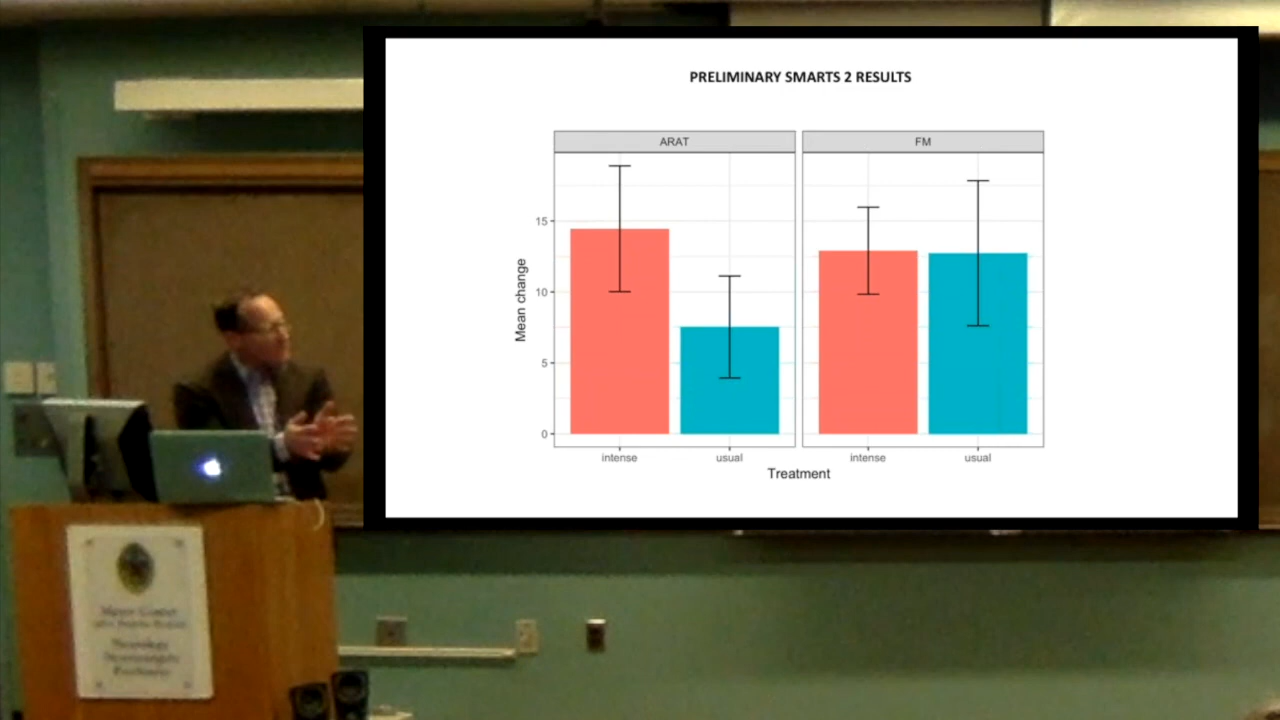 PRELIMINARY SMARTS 2 RESULTS
ARAT
FM
Mean change
15
10
5
0
intense
usual
intense
usual
Treatment